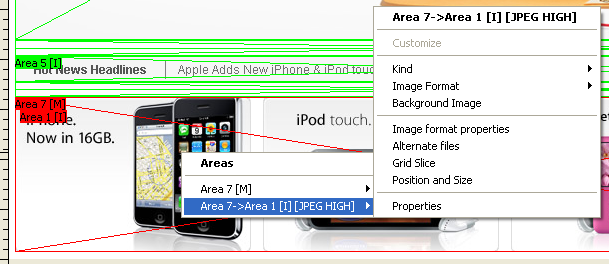 Area 5 [I]
Hot News Headlines
Apple Adds New iPhone & iPod touc
Area 7 [M]
Area 1 [I]
iPhone.
Now in 16GB.
iPod touch.
Areas
Area 7 [M]
Area 7->Area 1 [I] [JPEG HIGH]
Area 7->Area 1 [I] [JPEG HIGH]
Customize
Kind
Image Format
Background Image
Image format properties
Alternate files
Grid Slice
Position and Size
Properties